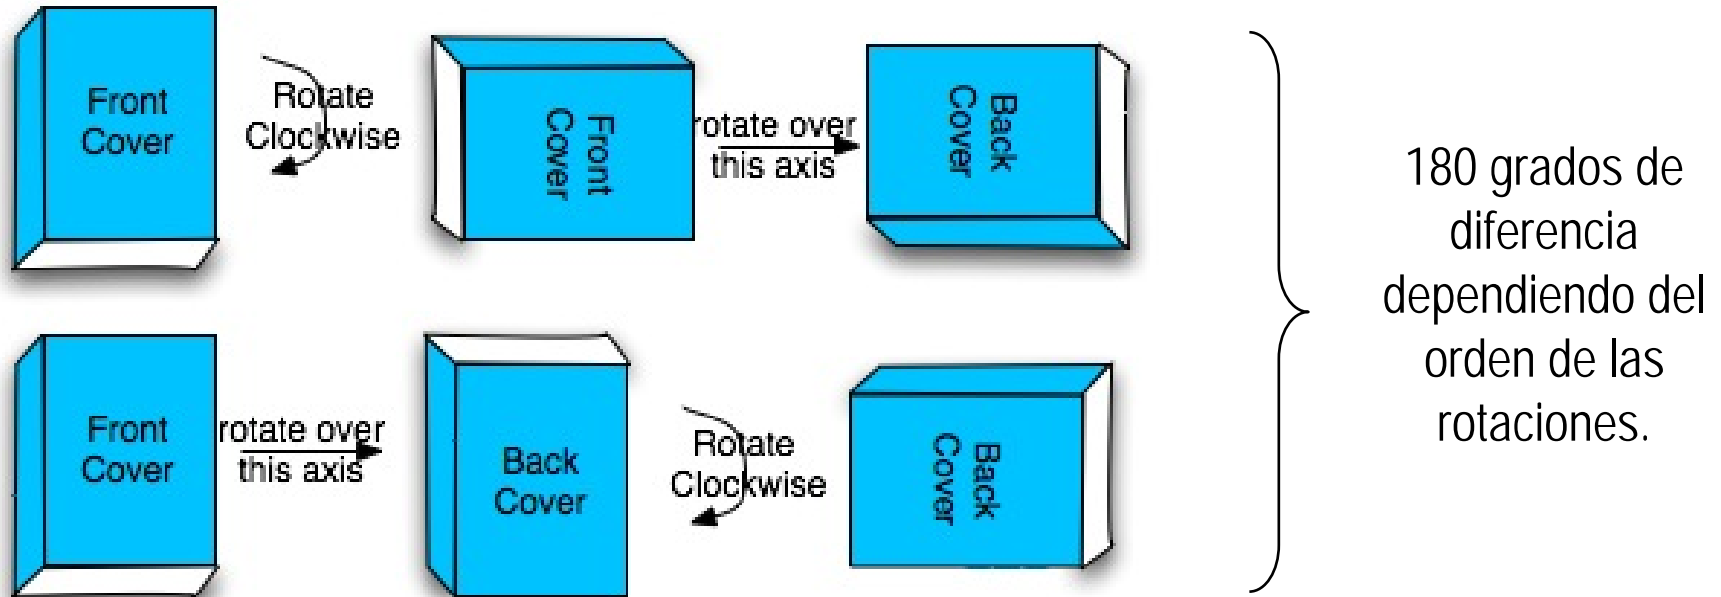 Front
Cover
Rotate
Clockwise
Front
Cover
rotate over
this axis
Back
Cover
Front
Cover
rotate over
this axis
Back
Cover
Rotate
Clockwise
Back
Cover
180 grados de
diferencia
dependiendo del
orden de las
rotaciones.